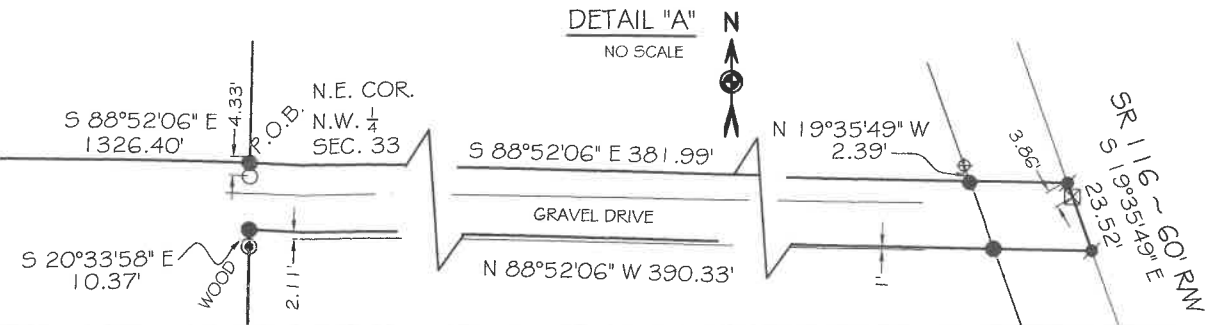 DETAIL "A"
NO SCALE
N
S 88°52'06" E
1326.40'
4.33'
P.O.B.
N.E. COR.
N.W. 1/4
SEC. 33
S 88°52'06" E 381.99'
N 19°35'49" W
2.39'
3.86'
SR 116 ~ 60' R/W
S 19°35'49" E
23.52'
GRAVEL DRIVE
S 20°33'58" E
10.37'
WOOD
2.11'
N 88°52'06" W 390.33'
1'